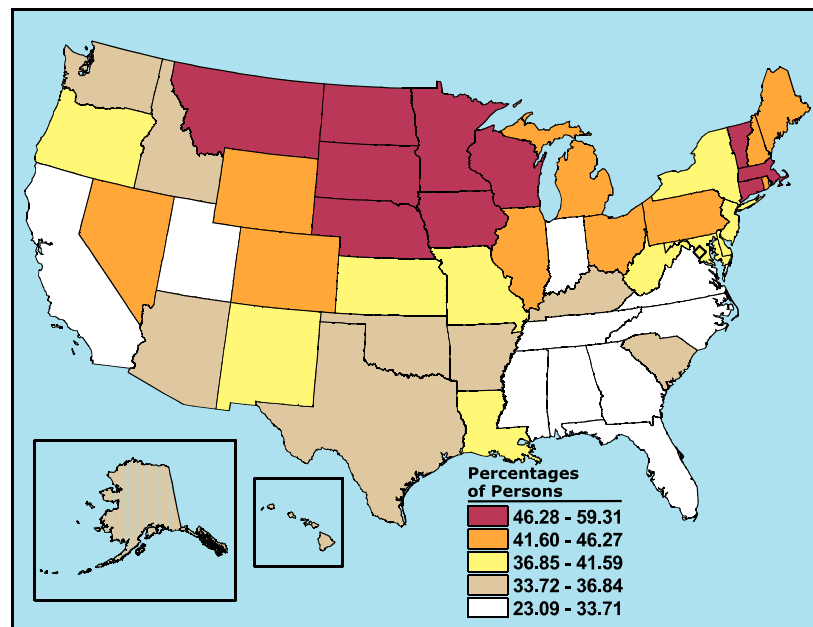 Percentages
of Persons
46.28 - 59.31
41.60 - 46.27
36.85 - 41.59
33.72 - 36.84
23.09 - 33.71